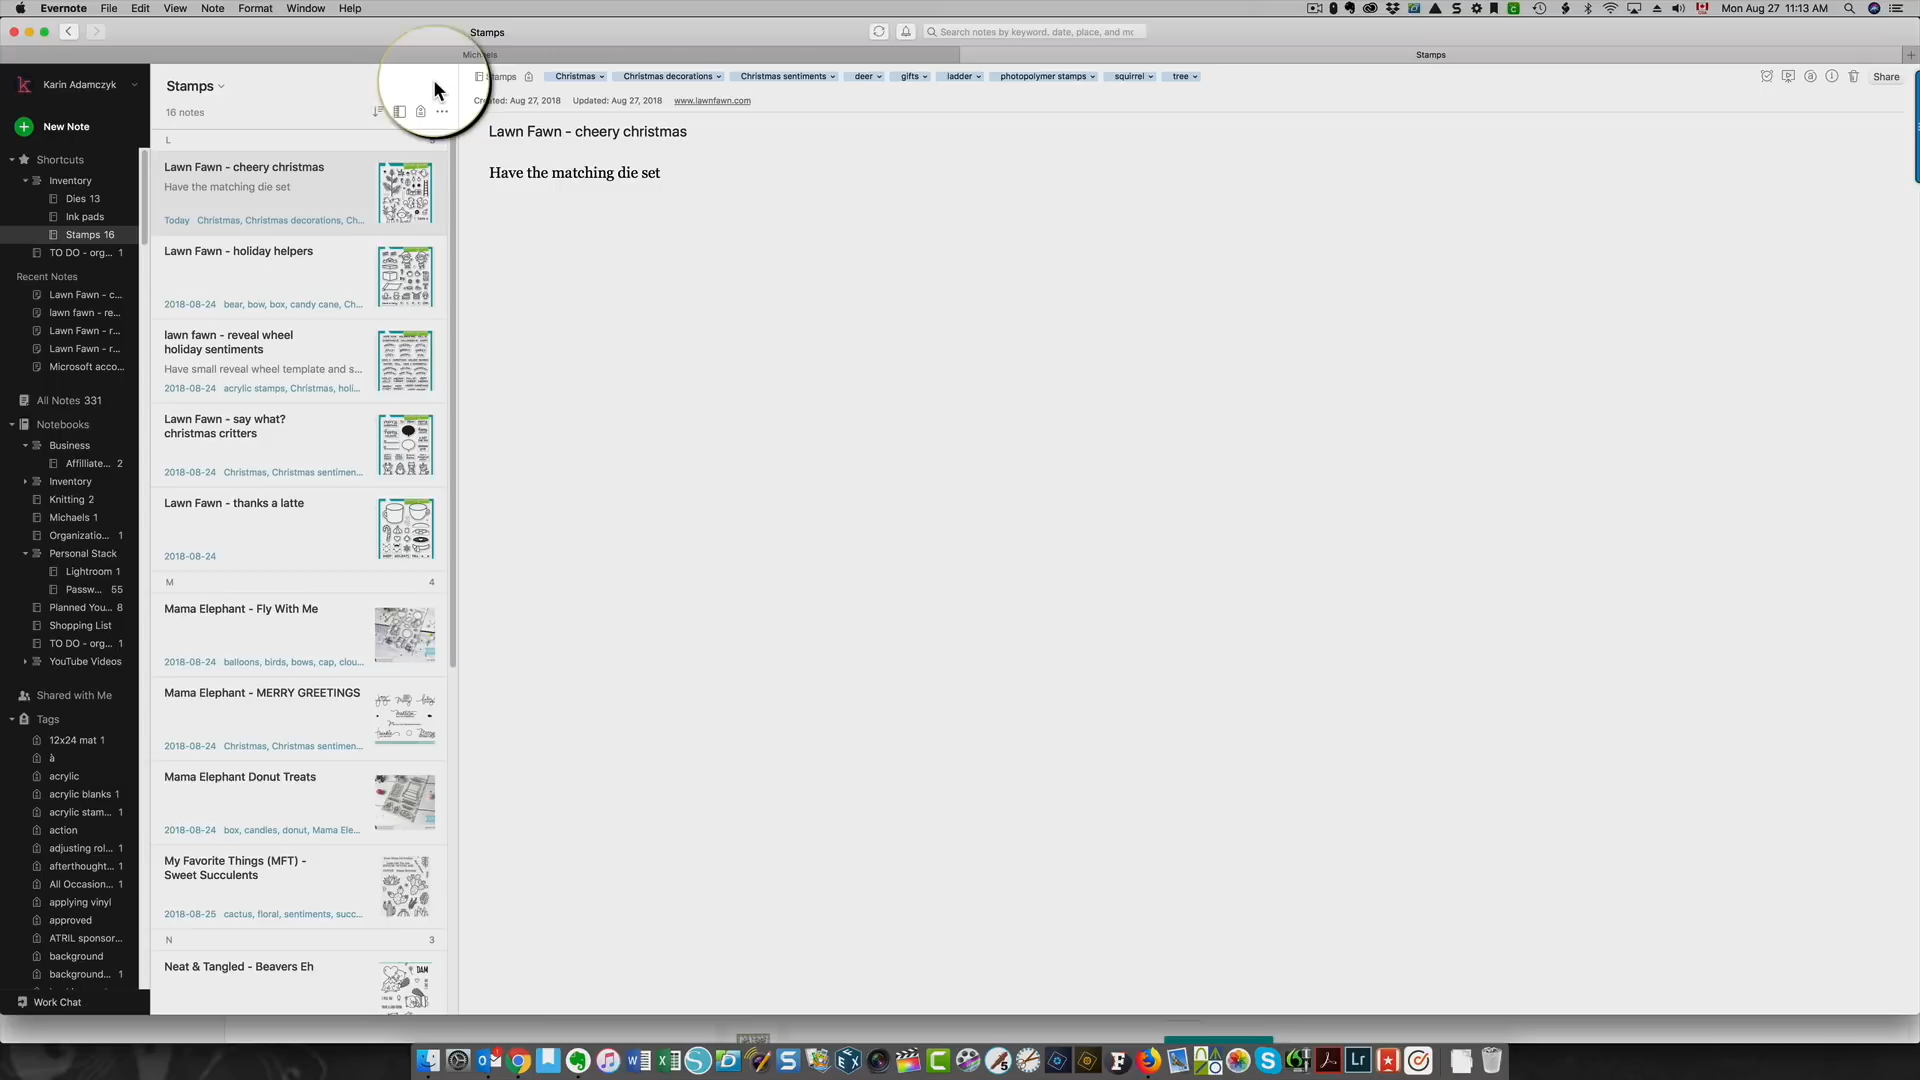 Evernote File Edit View Note Format Window Help
Mon Aug 27 11:13 AM
Stamps
Search notes by keyword, date, place, and mc
Stamps
Karin Adamczyk
New Note
Shortcuts
Inventory
Dies 13
Ink pads
Stamps 16
TO DO - org... 1
Recent Notes
Lawn Fawn - c...
lawn fawn - re...
Lawn Fawn - r...
Lawn Fawn - r...
Microsoft acco...
All Notes 331
Notebooks
Business
Affilliate... 2
Inventory
Knitting 2
Michaels 1
Organizatio... 1
Personal Stack
Lightroom 1
Passw... 55
Planned You... 8
Shopping List
TO DO - org... 1
YouTube Videos
Shared with Me
Tags
12x24 mat 1
à
acrylic
acrylic blanks 1
acrylic stam... 1
action
adjusting rol... 1
afterthought... 1
All Occasion... 1
applying vinyl
approved
ATRIL sponsor...
background
background... 1
Work Chat
Stamps
16 notes
L
Lawn Fawn - cheery christmas
Have the matching die set
Today Christmas, Christmas decorations, Ch...
Lawn Fawn - holiday helpers
2018-08-24 bear, bow, box, candy cane, Ch...
lawn fawn - reveal wheel
holiday sentiments
Have small reveal wheel template and s...
2018-08-24 acrylic stamps, Christmas, holi...
Lawn Fawn - say what?
christmas critters
2018-08-24 Christmas, Christmas sentimen...
Lawn Fawn - thanks a latte
2018-08-24
M 4
Mama Elephant - Fly With Me
2018-08-24 balloons, birds, bows, cap, clou...
Mama Elephant - MERRY GREETINGS
2018-08-24 Christmas, Christmas sentimen...
Mama Elephant Donut Treats
2018-08-24 box, candles, donut, Mama Ele...
My Favorite Things (MFT) -
Sweet Succulents
2018-08-25 cactus, floral, sentiments, succ...
N 3
Neat & Tangled - Beavers Eh
DAM
Stamps Christmas Christmas decorations Christmas sentiments deer gifts ladder photopolymer stamps squirrel tree Share
Created: Aug 27, 2018 Updated: Aug 27, 2018 www.lawnfawn.com
Lawn Fawn - cheery christmas
Have the matching die set
Lr